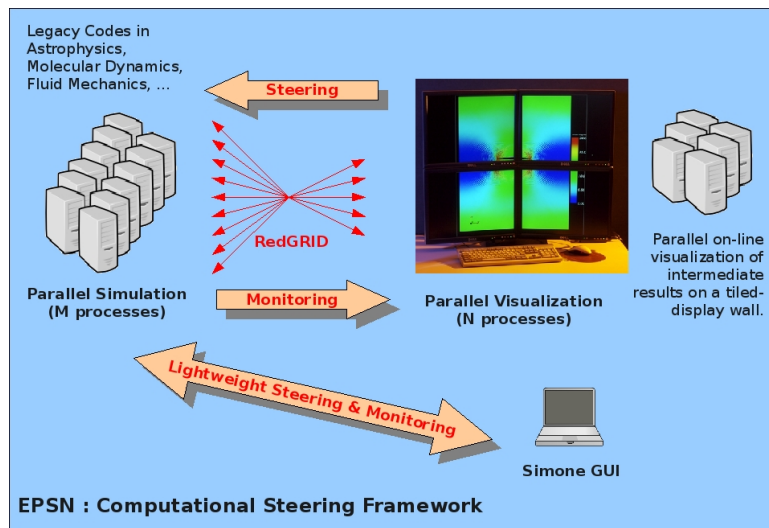 Legacy Codes in
Astrophysics,
Molecular Dynamics,
Fluid Mechanics, ...
Steering
RedGRID
Parallel on-line
visualization of
intermediate
results on a tiled-
display wall.
Parallel Simulation
(M processes)
Monitoring
Parallel Visualization
(N processes)
Lightweight Steering & Monitoring
Simone GUI
EPSN : Computational Steering Framework